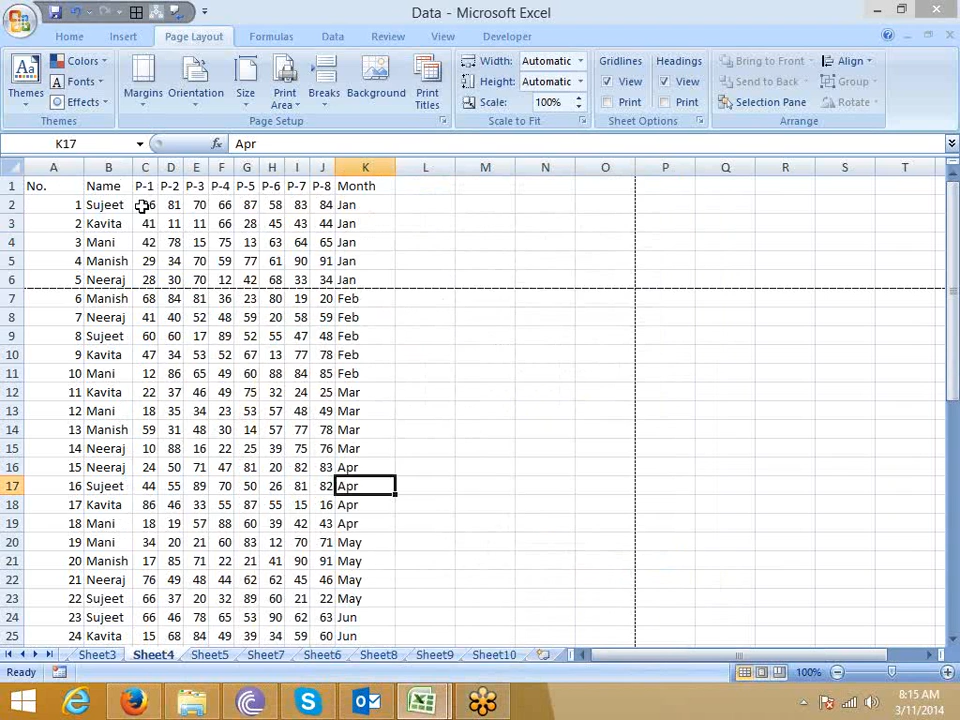 Data - Microsoft Excel
Home Insert Page Layout Formulas Data Review View Developer
Themes Colors Fonts Effects Themes
Margins Orientation Size Print Area Breaks Background Print Titles Page Setup
Width: Automatic Height: Automatic Scale: 100% Scale to Fit
Gridlines View Print Headings View Print Sheet Options
Bring to Front Send to Back Selection Pane Align Group Rotate Arrange
K17 fx Apr
A B C D E F G H I J K L M N O P Q R S T
1 No. Name P-1 P-2 P-3 P-4 P-5 P-6 P-7 P-8 Month
2 1 Sujeet 6 81 70 66 87 58 83 84 Jan
3 2 Kavita 41 11 11 66 28 45 43 44 Jan
4 3 Mani 42 78 15 75 13 63 64 65 Jan
5 4 Manish 29 34 70 59 77 61 90 91 Jan
6 5 Neeraj 28 30 70 12 42 68 33 34 Jan
7 6 Manish 68 84 81 36 23 80 19 20 Feb
8 7 Neeraj 41 40 52 48 59 20 58 59 Feb
9 8 Sujeet 60 60 17 89 52 55 47 48 Feb
10 9 Kavita 47 34 53 52 67 13 77 78 Feb
11 10 Mani 12 86 65 49 60 88 84 85 Feb
12 11 Kavita 22 37 46 49 75 32 24 25 Mar
13 12 Mani 18 35 34 23 53 57 48 49 Mar
14 13 Manish 59 31 48 30 14 57 77 78 Mar
15 14 Neeraj 10 88 16 22 25 39 75 76 Mar
16 15 Neeraj 24 50 71 47 81 20 82 83 Apr
17 16 Sujeet 44 55 89 70 50 26 81 82 Apr
18 17 Kavita 86 46 33 55 87 55 15 16 Apr
19 18 Mani 18 19 57 88 60 39 42 43 Apr
20 19 Mani 34 20 21 60 83 12 70 71 May
21 20 Manish 17 85 71 22 21 41 90 91 May
22 21 Neeraj 76 49 48 44 62 62 45 46 May
23 22 Sujeet 66 37 20 32 89 60 21 22 May
24 23 Sujeet 66 46 78 65 53 90 62 63 Jun
25 24 Kavita 15 68 84 49 39 34 59 60 Jun
Sheet3 Sheet4 Sheet5 Sheet7 Sheet6 Sheet8 Sheet9 Sheet10
Ready 100%
8:15 AM
3/11/2014